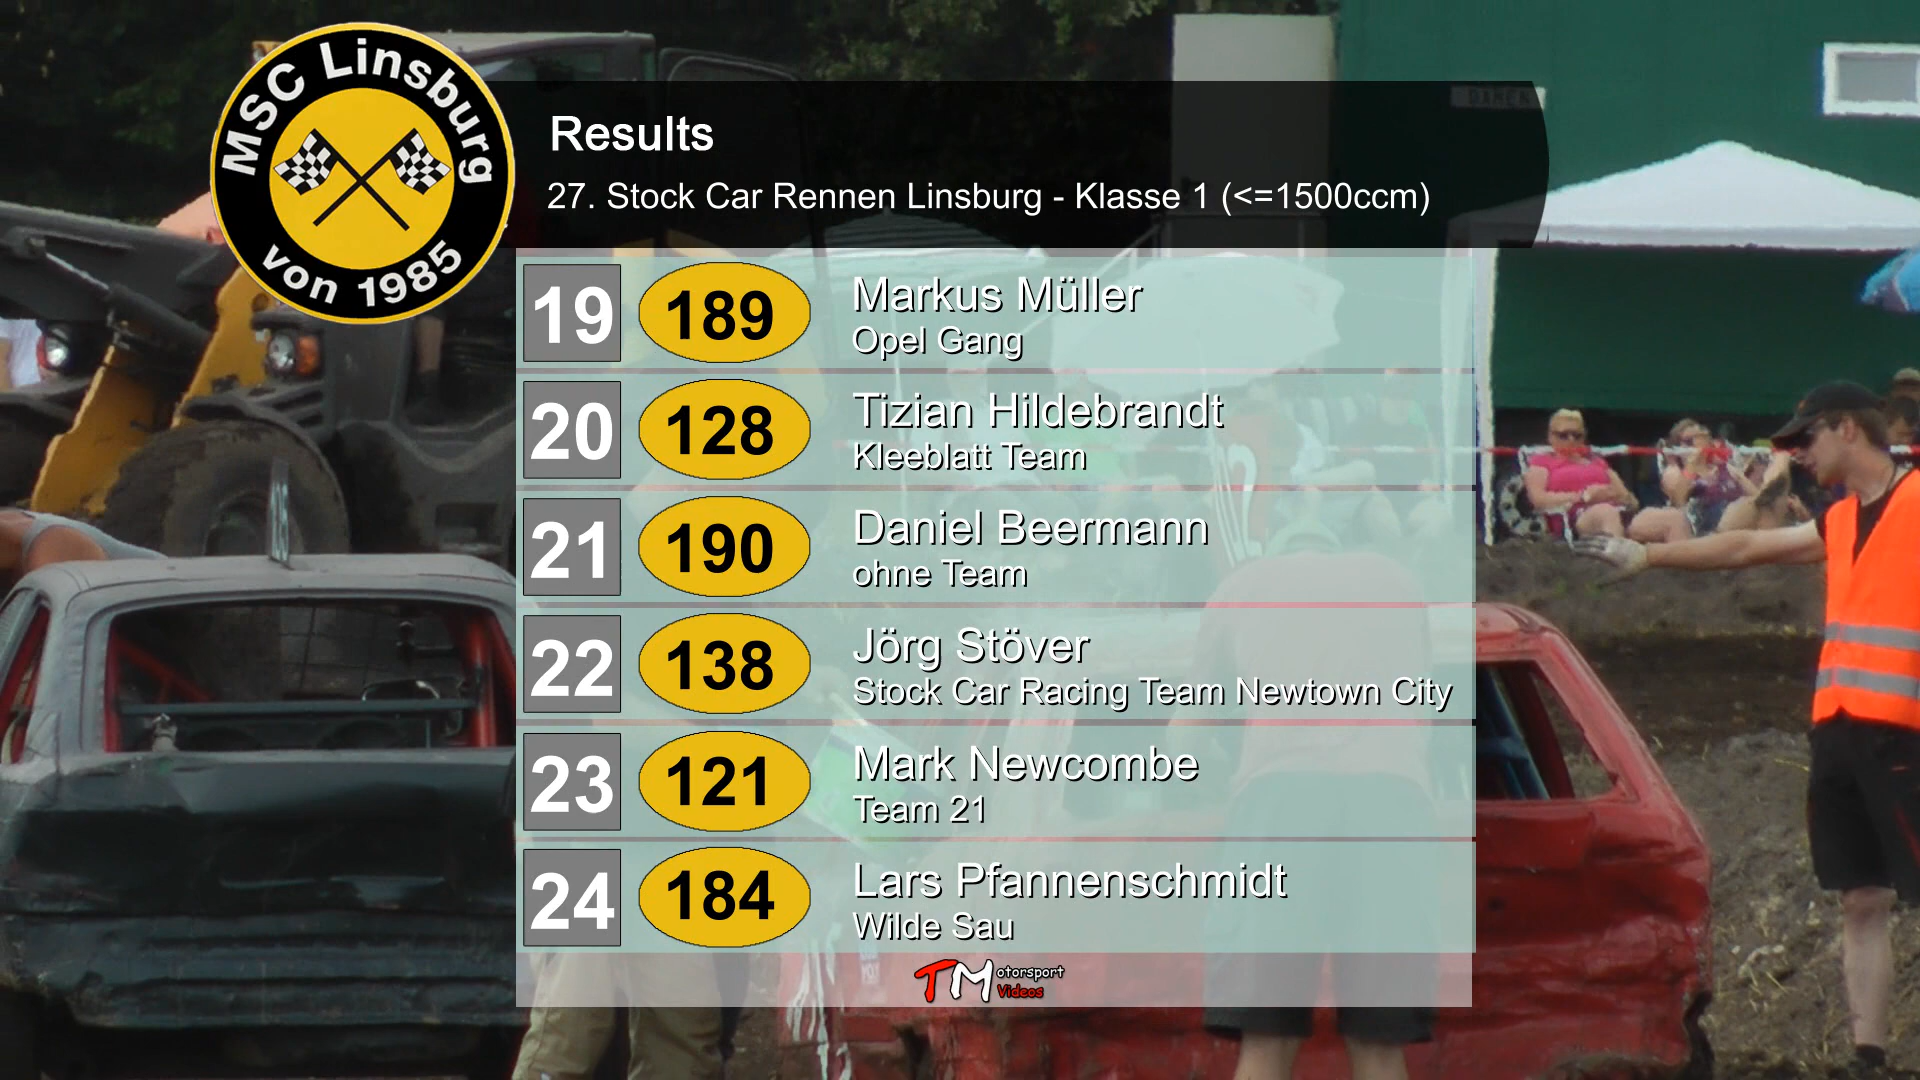 MSC Linsburg
von 1985
Results
27. Stock Car Rennen Linsburg - Klasse 1 (<=1500ccm)
DAMEN
19 189 Markus Müller
Opel Gang
20 128 Tizian Hildebrandt
Kleeblatt Team
12
21 190 Daniel Beermann
ohne Team
22 138 Jörg Stöver
Stock Car Racing Team Newtown City
23 121 Mark Newcombe
Team 21
24 184 Lars Pfannenschmidt
Wilde Sau
TMotorsport
Videos